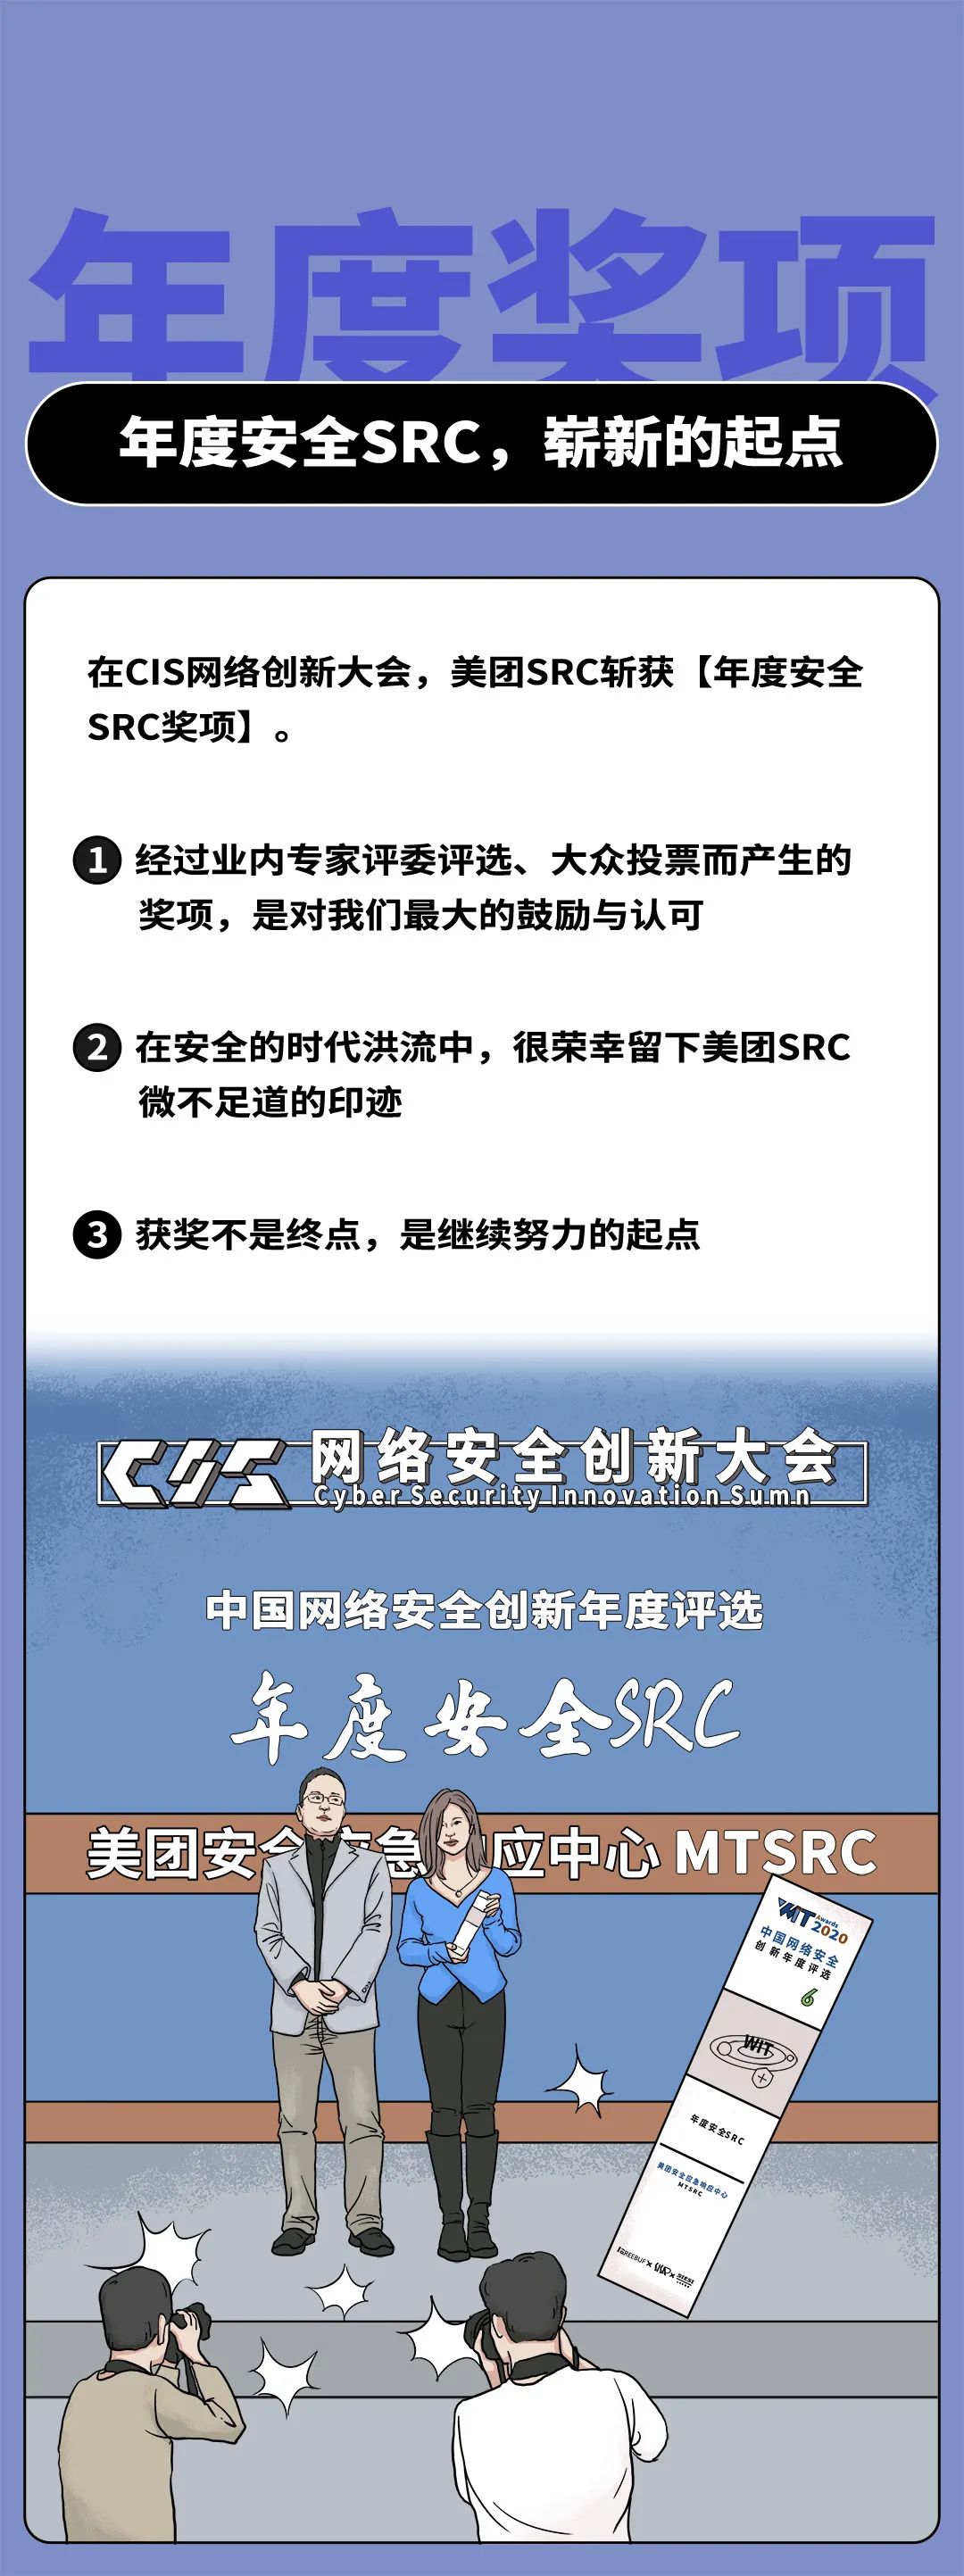 年度奖项
年度安全SRC，崭新的起点
在CIS网络创新大会，美团SRC斩获【年度安全
SRC奖项】。
1 经过业内专家评委评选、大众投票而产生的
奖项，是对我们最大的鼓励与认可
2 在安全的时代洪流中，很荣幸留下美团SRC
微不足道的印迹
3 获奖不是终点，是继续努力的起点
CIS 网络安全创新大会
Cyber Security Innovation Sumn
中国网络安全创新年度评选
年度安全SRC
美团安全应急响应中心 MTSRC
WIT Awards
2020
中国网络安全
创新年度评选
6
WIT
年度安全SRC
美团安全应急响应中心
MTSRC
FREEBUF